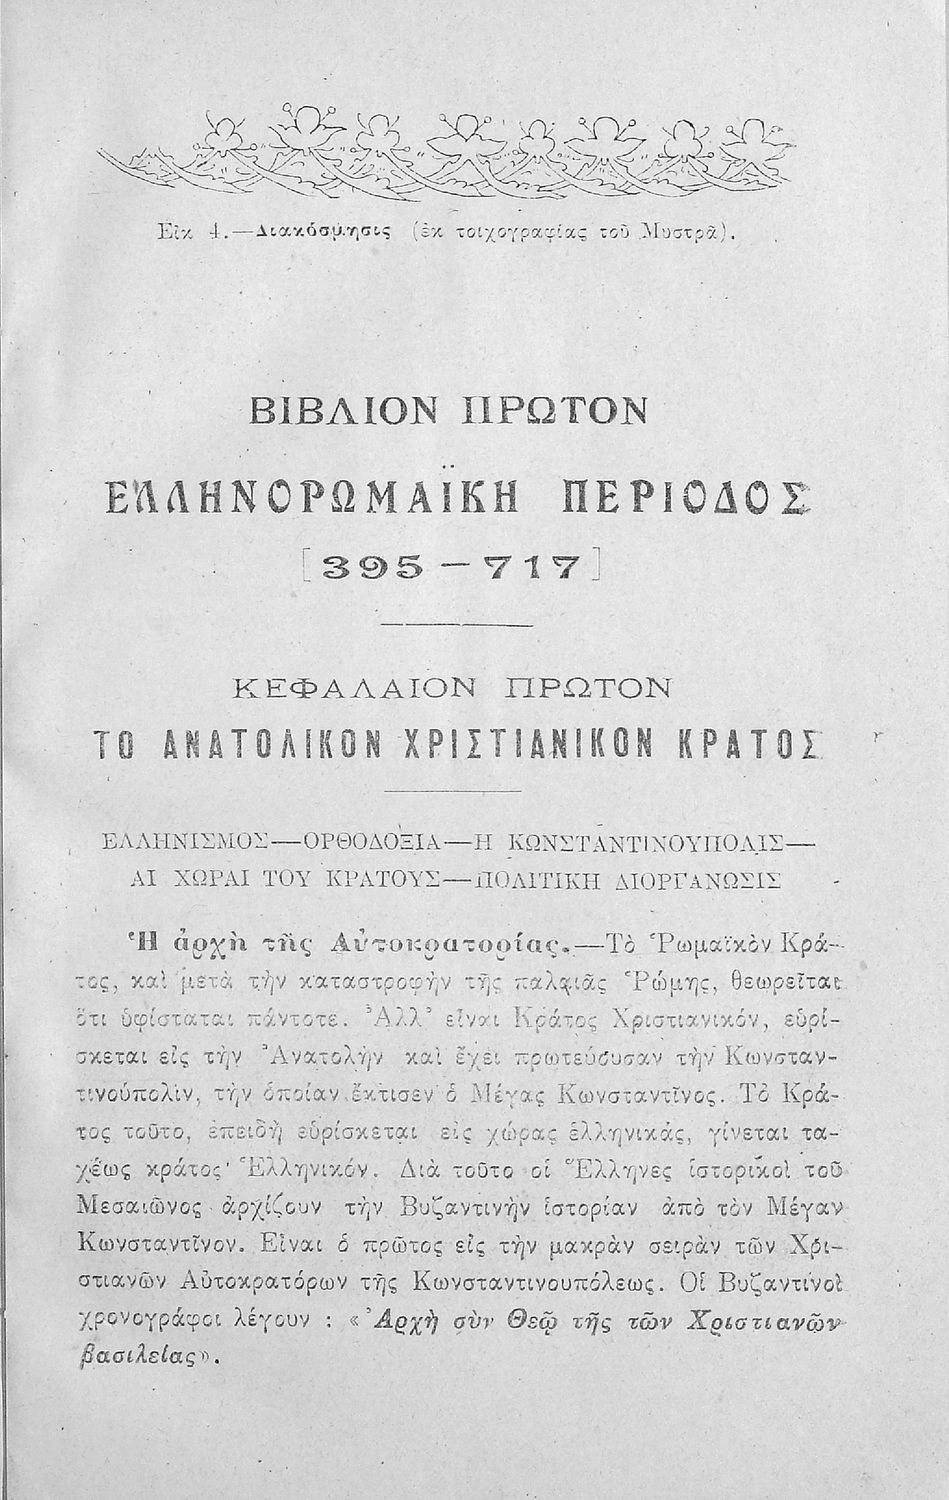 Εἰκ 4.—Διακόσμησις (ἐκ τοιχογραφίας τοῦ Μυστρᾶ).
ΒΙΒΛΙΟΝ ΠΡΩΤΟΝ
ΕΛΛΗΝΟΡΩΜΑΪΚΗ ΠΕΡΙΟΔΟΣ
[395—717]
ΚΕΦΑΛΑΙΟΝ ΠΡΩΤΟΝ
ΤΟ ΑΝΑΤΟΛΙΚΟΝ ΧΡΙΣΤΙΑΝΙΚΟΝ ΚΡΑΤΟΣ
ΕΛΛΗΝΙΣΜΟΣ—ΟΡΘΟΔΟΞΙΑ—Η ΚΩΝΣΤΑΝΤΙΝΟΥΠΟΛΙΣ—
ΑΙ ΧΩΡΑΙ ΤΟΥ ΚΡΑΤΟΥΣ—ΠΟΛΙΤΙΚΗ ΔΙΟΡΓΑΝΩΣΙΣ
Ἡ ἀρχὴ τῆς Αὐτοκρατορίας.—Τὸ Ῥωμαϊκὸν Κρά-
τος, καὶ μετὰ τὴν καταστροφὴν τῆς παλαιᾶς Ῥώμης, θεωρεῖται
ὅτι ὑφίσταται πάντοτε. Ἀλλ’ εἶναι Κράτος Χριστιανικόν, εὑρί-
σκεται εἰς τὴν Ἀνατολὴν καὶ ἔχει πρωτεύουσαν τὴν Κωνσταν-
τινούπολιν, τὴν ὁποίαν ἔκτισεν ὁ Μέγας Κωνσταντῖνος. Τὸ Κρά-
τος τοῦτο, ἐπειδὴ εὑρίσκεται εἰς χώρας ἑλληνικάς, γίνεται τα-
χέως κράτος Ἑλληνικόν. Διὰ τοῦτο οἱ Ἕλληνες ἱστορικοὶ τοῦ
Μεσαιῶνος ἀρχίζουν τὴν Βυζαντινὴν ἱστορίαν ἀπὸ τὸν Μέγαν
Κωνσταντῖνον. Εἶναι ὁ πρῶτος εἰς τὴν μακρὰν σειρὰν τῶν Χρι-
στιανῶν Αὐτοκρατόρων τῆς Κωνσταντινουπόλεως. Οἱ Βυζαντινοὶ
χρονογράφοι λέγουν : «Ἀρχὴ σὺν Θεῷ τῆς τῶν Χριστιανῶν
βασιλείας».